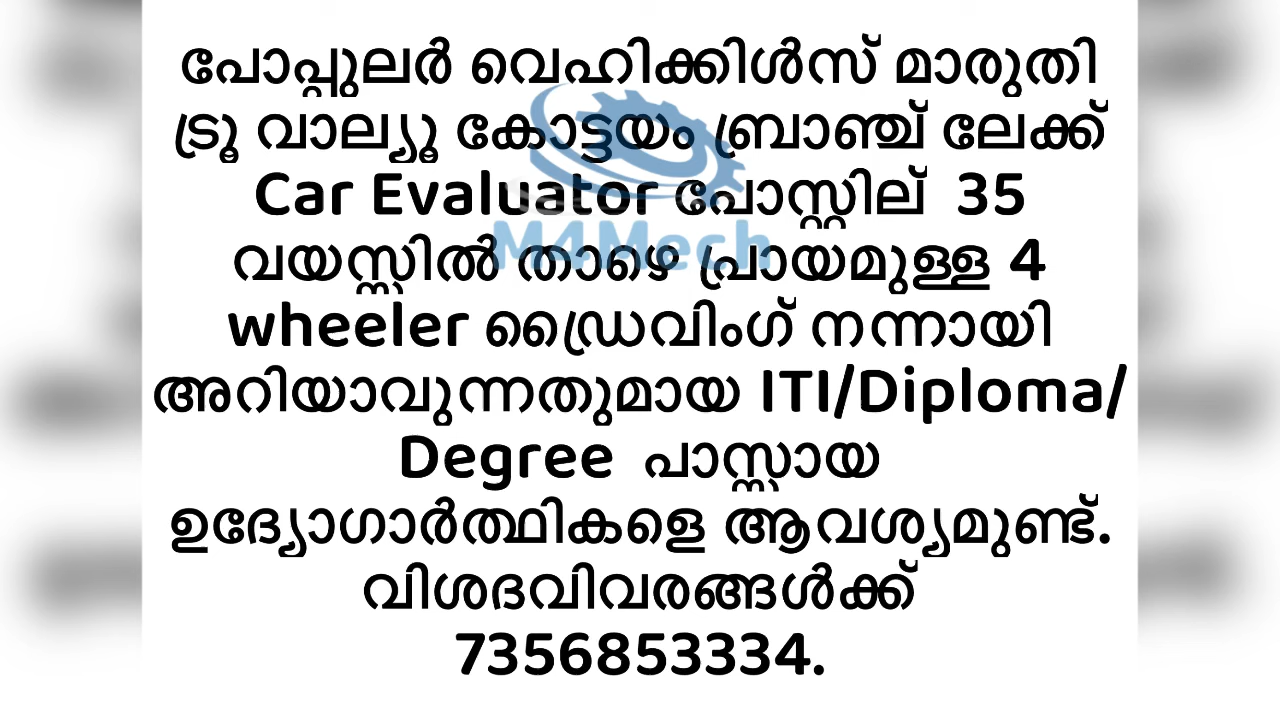 പോപ്പുലർ വെഹിക്കിൾസ് മാരുതി
ട്രൂ വാല്യൂ കോട്ടയം ബ്രാഞ്ച് ലേക്ക്
Car Evaluator പോസ്റ്റില് 35
വയസ്സിൽ താഴെ പ്രായമുള്ള 4
wheeler ഡ്രൈവിംഗ് നന്നായി
അറിയാവുന്നതുമായ ITI/Diploma/
Degree പാസ്സായ
ഉദ്യോഗാർത്ഥികളെ ആവശ്യമുണ്ട്.
വിശദവിവരങ്ങൾക്ക്
7356853334.
M4Mech